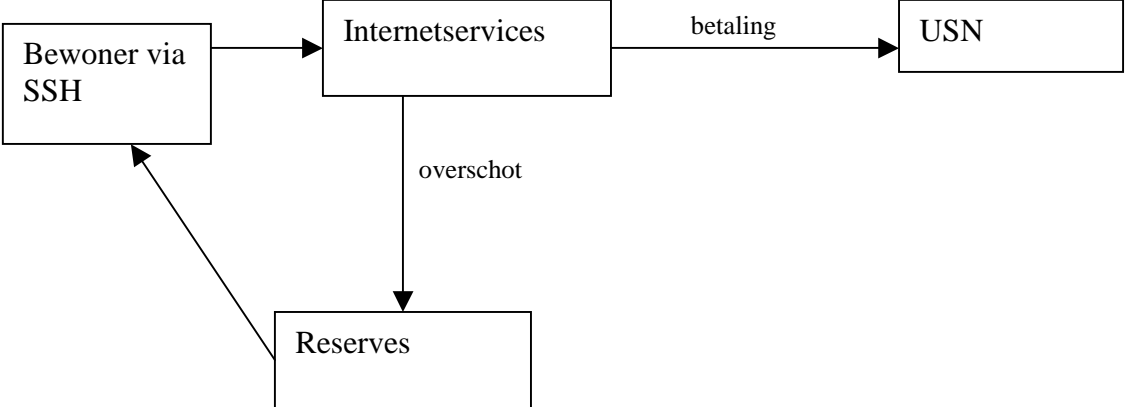 Bewoner via
SSH
Internetservices
betaling
USN
overschot
Reserves